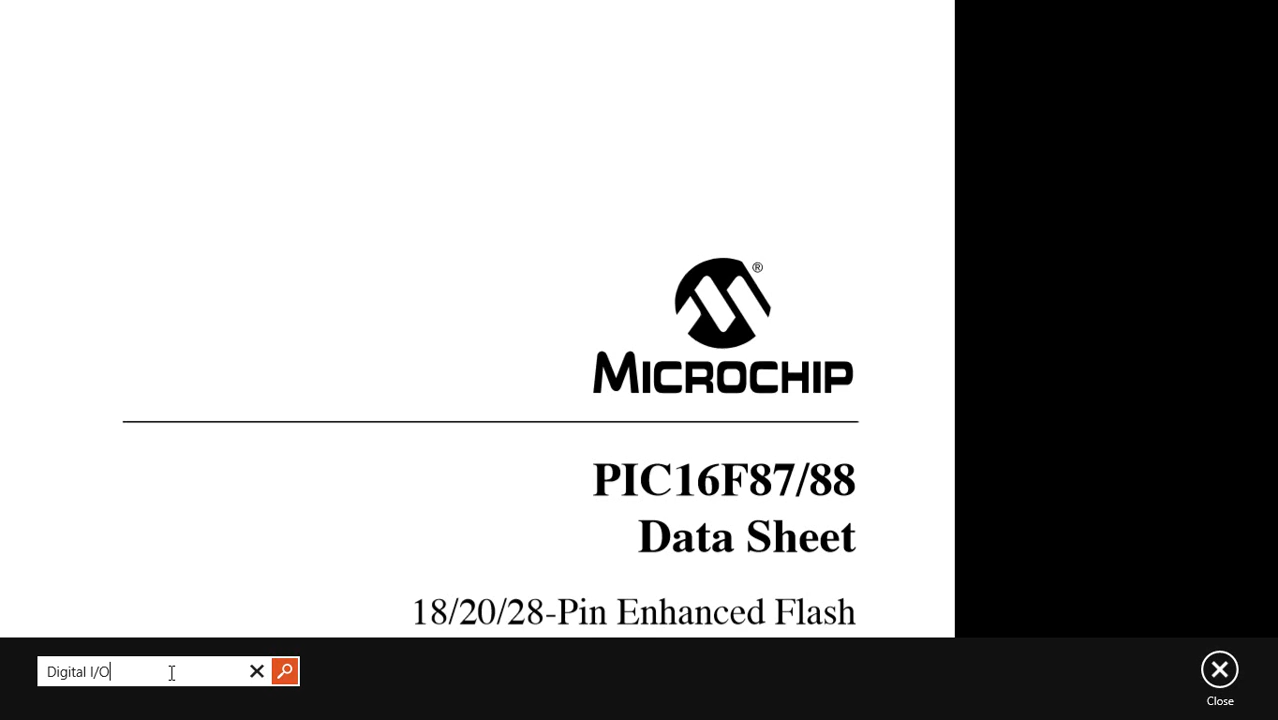 ®
MICROCHIP
PIC16F87/88
Data Sheet
18/20/28-Pin Enhanced Flash
Digital I/O
Close